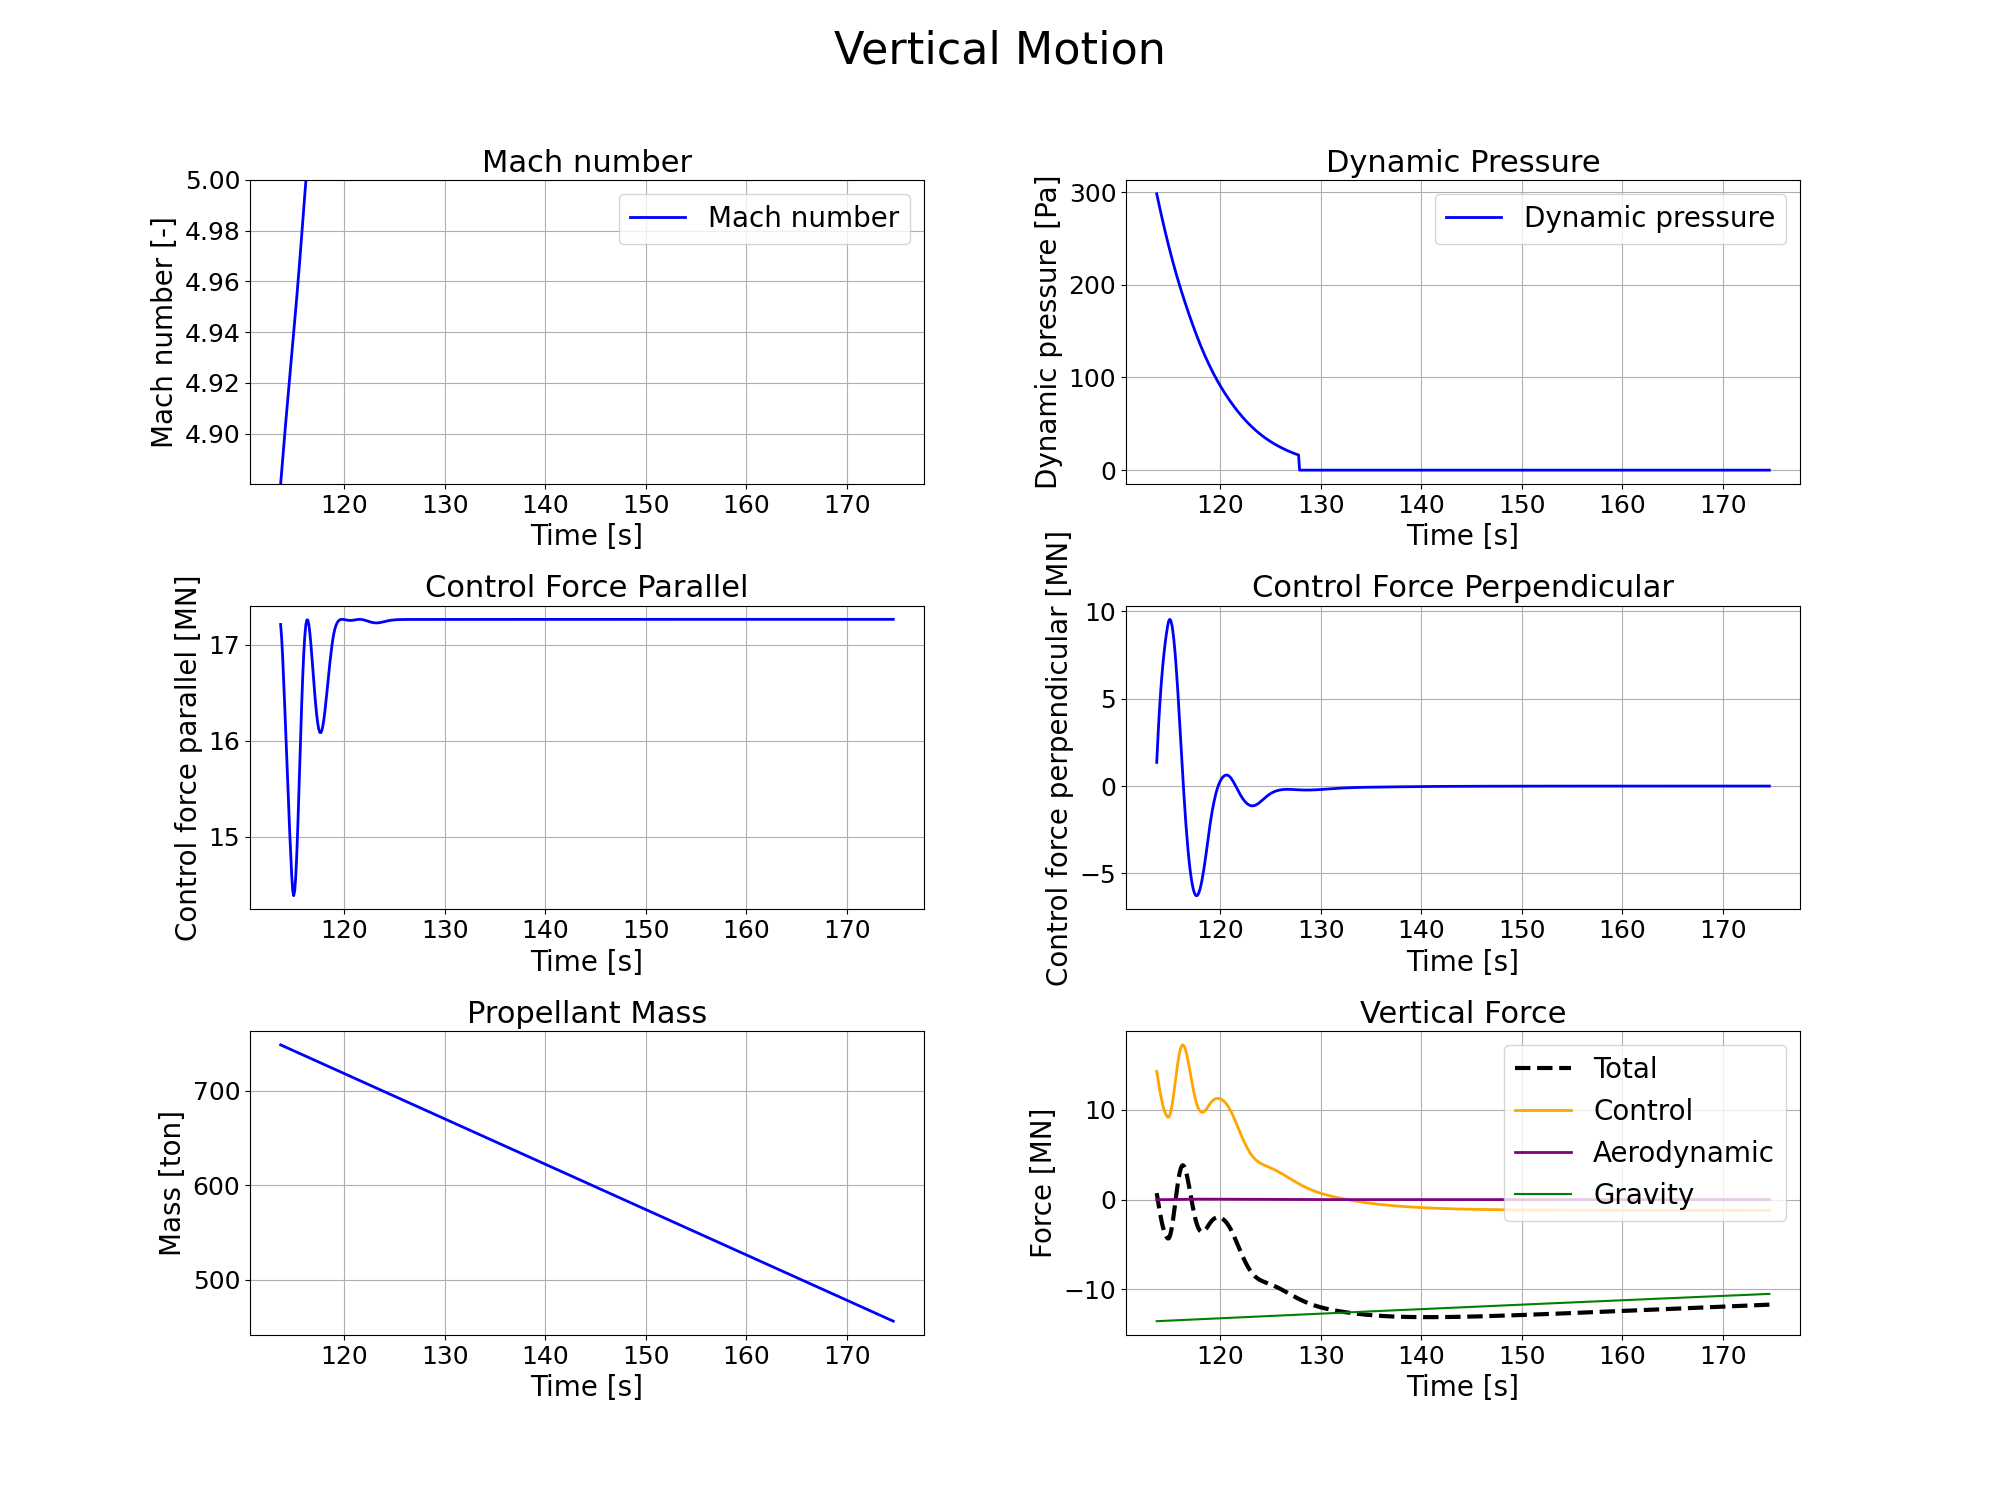 Vertical Motion
Mach number
Mach number [-]
5.00
4.98
4.96
4.94
4.92
4.90
Mach number
120 130 140 150 160 170
Time [s]
Dynamic Pressure
Dynamic pressure [Pa]
300
200
100
0
Dynamic pressure
120 130 140 150 160 170
Time [s]
Control Force Parallel
Control force parallel [MN]
17
16
15
120 130 140 150 160 170
Time [s]
Control Force Perpendicular
Control force perpendicular [MN]
10
5
0
−5
120 130 140 150 160 170
Time [s]
Propellant Mass
Mass [ton]
700
600
500
120 130 140 150 160 170
Time [s]
Vertical Force
Force [MN]
10
0
−10
Total
Control
Aerodynamic
Gravity
120 130 140 150 160 170
Time [s]